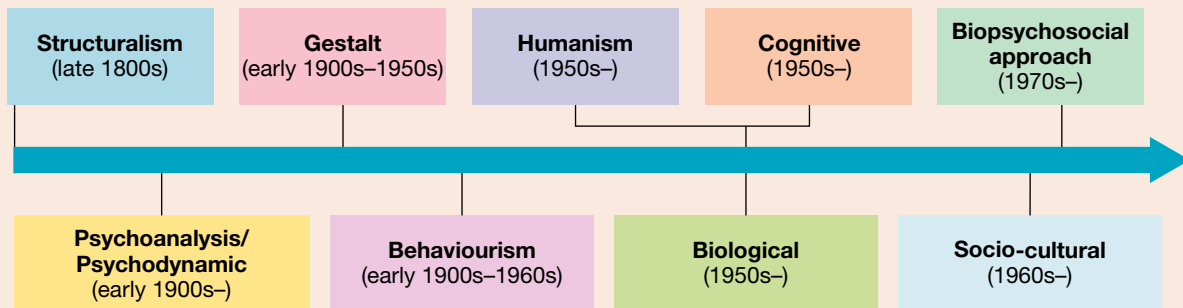 Structuralism
(late 1800s)
Gestalt
(early 1900s–1950s)
Humanism
(1950s–)
Cognitive
(1950s–)
Biopsychosocial
approach
(1970s–)
Psychoanalysis/
Psychodynamic
(early 1900s–)
Behaviourism
(early 1900s–1960s)
Biological
(1950s–)
Socio-cultural
(1960s–)